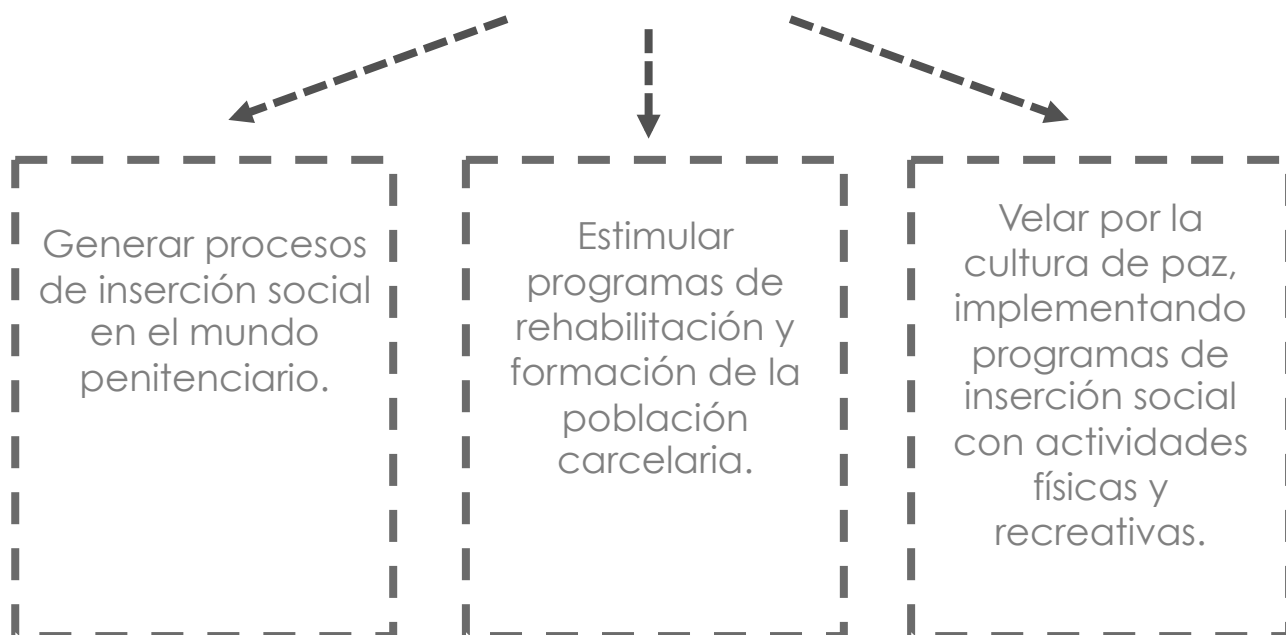 Generar procesos
de inserción social
en el mundo
penitenciario.
Estimular
programas de
rehabilitación y
formación de la
población
carcelaria.
Velar por la
cultura de paz,
implementando
programas de
inserción social
con actividades
físicas y
recreativas.